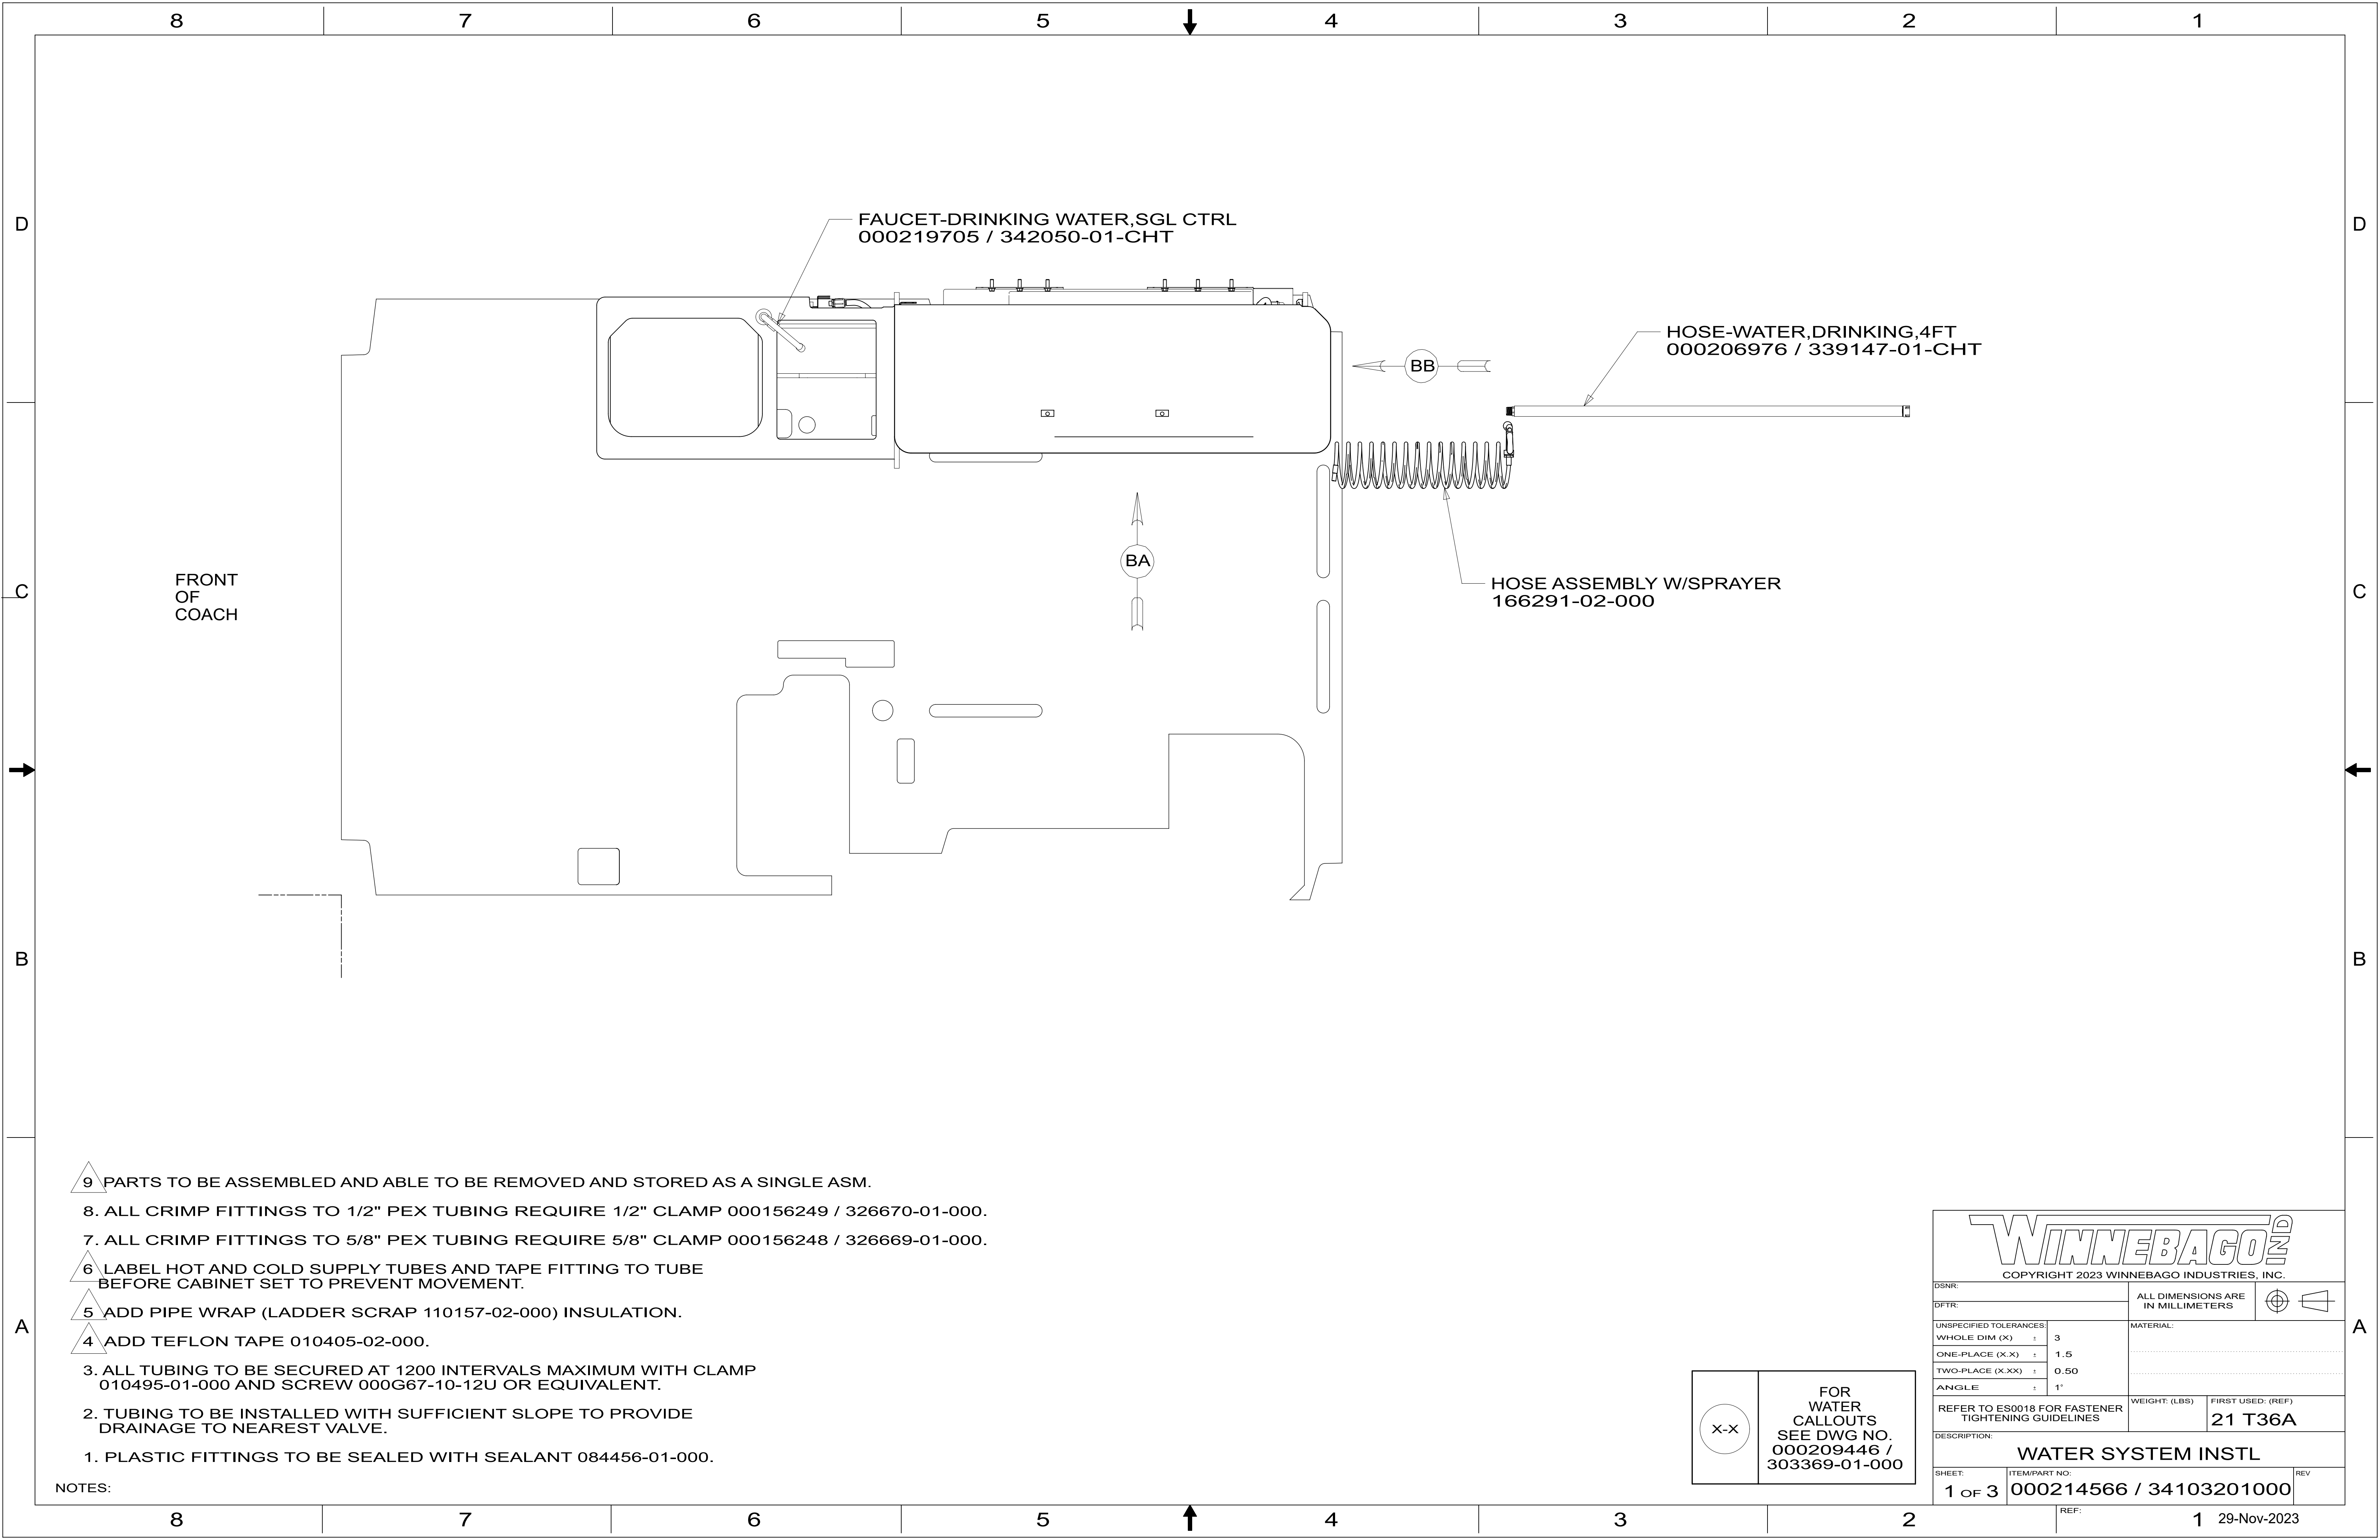 8 7 6 5 4 3 2 1
D
D
FAUCET-DRINKING WATER,SGL CTRL
000219705 / 342050-01-CHT
HOSE-WATER,DRINKING,4FT
000206976 / 339147-01-CHT
BB
BA
HOSE ASSEMBLY W/SPRAYER
166291-02-000
FRONT
OF
COACH
C
C
B
B
A
A
9 PARTS TO BE ASSEMBLED AND ABLE TO BE REMOVED AND STORED AS A SINGLE ASM.
8. ALL CRIMP FITTINGS TO 1/2" PEX TUBING REQUIRE 1/2" CLAMP 000156249 / 326670-01-000.
7. ALL CRIMP FITTINGS TO 5/8" PEX TUBING REQUIRE 5/8" CLAMP 000156248 / 326669-01-000.
6 LABEL HOT AND COLD SUPPLY TUBES AND TAPE FITTING TO TUBE
BEFORE CABINET SET TO PREVENT MOVEMENT.
5 ADD PIPE WRAP (LADDER SCRAP 110157-02-000) INSULATION.
4 ADD TEFLON TAPE 010405-02-000.
3. ALL TUBING TO BE SECURED AT 1200 INTERVALS MAXIMUM WITH CLAMP
010495-01-000 AND SCREW 000G67-10-12U OR EQUIVALENT.
2. TUBING TO BE INSTALLED WITH SUFFICIENT SLOPE TO PROVIDE
DRAINAGE TO NEAREST VALVE.
1. PLASTIC FITTINGS TO BE SEALED WITH SEALANT 084456-01-000.
NOTES:
X-X
FOR
WATER
CALLOUTS
SEE DWG NO.
000209446 /
303369-01-000
WINNEBAGO IND
COPYRIGHT 2023 WINNEBAGO INDUSTRIES, INC.
DSNR:
DFTR:
ALL DIMENSIONS ARE
IN MILLIMETERS
UNSPECIFIED TOLERANCES:
WHOLE DIM (X) ± 3
ONE-PLACE (X.X) ± 1.5
TWO-PLACE (X.XX) ± 0.50
ANGLE ± 1°
MATERIAL:
REFER TO ES0018 FOR FASTENER
TIGHTENING GUIDELINES
WEIGHT: (LBS)
FIRST USED: (REF)
21 T36A
DESCRIPTION:
WATER SYSTEM INSTL
SHEET:
1 OF 3
ITEM/PART NO:
000214566 / 34103201000
REV
REF:
29-Nov-2023
8 7 6 5 4 3 2 1